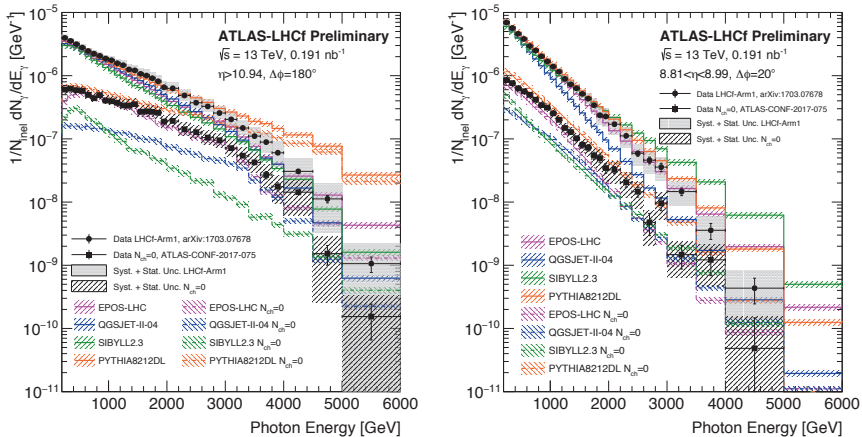 ATLAS-LHCf Preliminary
√s = 13 TeV, 0.191 nb⁻¹
η>10.94, Δϕ=180°
1/N_inel dN_γ/dE_γ [GeV⁻¹]
10⁻⁵
10⁻⁶
10⁻⁷
10⁻⁸
10⁻⁹
10⁻¹⁰
10⁻¹¹
Data LHCf-Arm1, arXiv:1703.07678
Data N_ch=0, ATLAS-CONF-2017-075
Syst. + Stat. Unc. LHCf-Arm1
Syst. + Stat. Unc. N_ch=0
EPOS-LHC EPOS-LHC N_ch=0
QGSJET-II-04 QGSJET-II-04 N_ch=0
SIBYLL2.3 SIBYLL2.3 N_ch=0
PYTHIA8212DL PYTHIA8212DL N_ch=0
1000 2000 3000 4000 5000 6000
Photon Energy [GeV]
ATLAS-LHCf Preliminary
√s = 13 TeV, 0.191 nb⁻¹
8.81<η<8.99, Δϕ=20°
1/N_inel dN_γ/dE_γ [GeV⁻¹]
10⁻⁵
10⁻⁶
10⁻⁷
10⁻⁸
10⁻⁹
10⁻¹⁰
10⁻¹¹
Data LHCf-Arm1, arXiv:1703.07678
Data N_ch=0, ATLAS-CONF-2017-075
Syst. + Stat. Unc. LHCf-Arm1
Syst. + Stat. Unc. N_ch=0
EPOS-LHC
QGSJET-II-04
SIBYLL2.3
PYTHIA8212DL
EPOS-LHC N_ch=0
QGSJET-II-04 N_ch=0
SIBYLL2.3 N_ch=0
PYTHIA8212DL N_ch=0
1000 2000 3000 4000 5000 6000
Photon Energy [GeV]